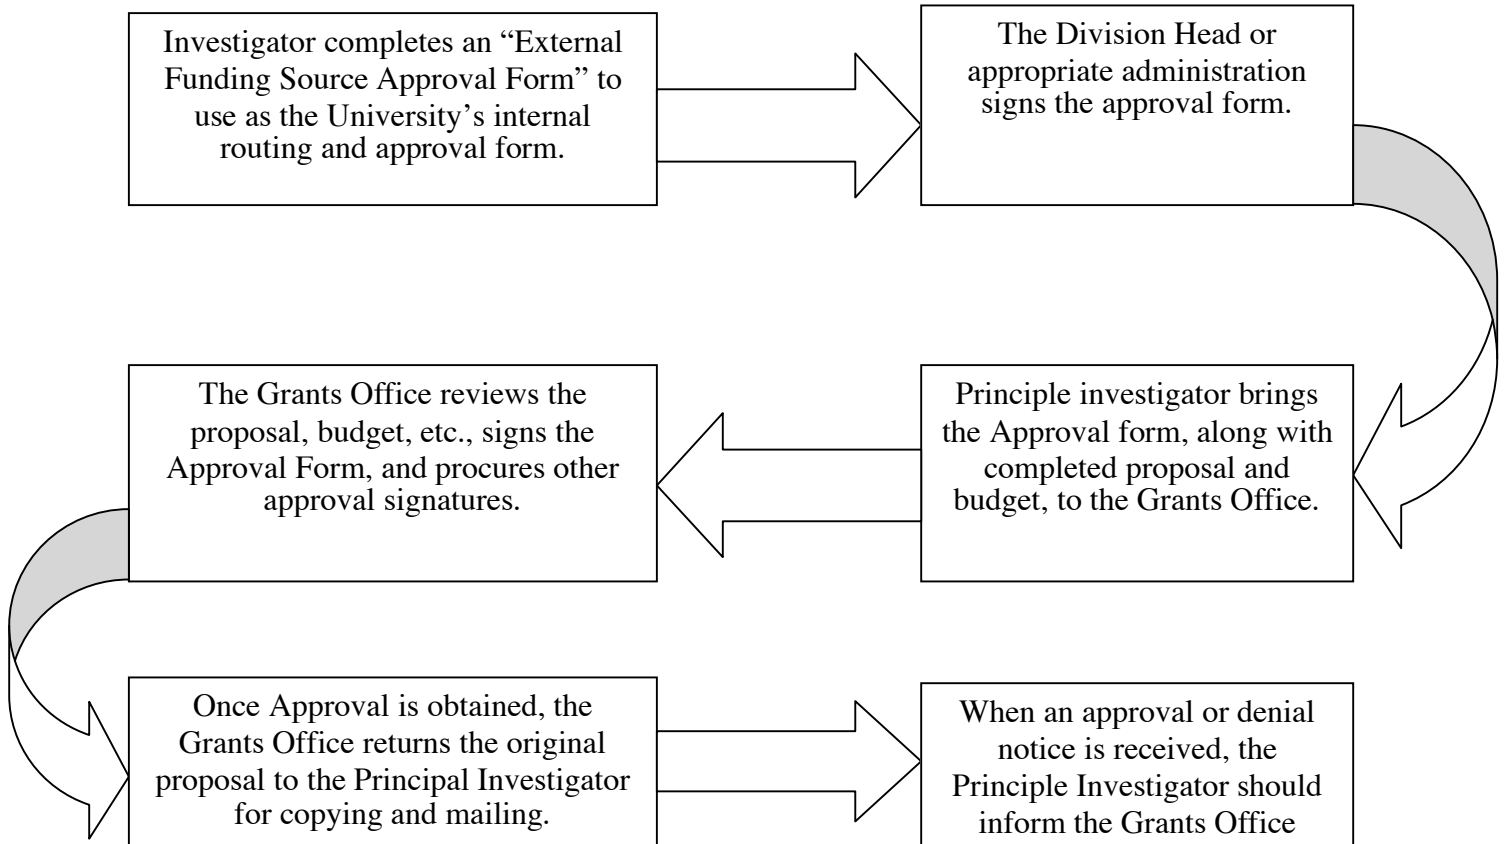 Investigator completes an “External
Funding Source Approval Form” to
use as the University’s internal
routing and approval form.
The Division Head or
appropriate administration
signs the approval form.
Principle investigator brings
the Approval form, along with
completed proposal and
budget, to the Grants Office.
The Grants Office reviews the
proposal, budget, etc., signs the
Approval Form, and procures other
approval signatures.
Once Approval is obtained, the
Grants Office returns the original
proposal to the Principal Investigator
for copying and mailing.
When an approval or denial
notice is received, the
Principle Investigator should
inform the Grants Office